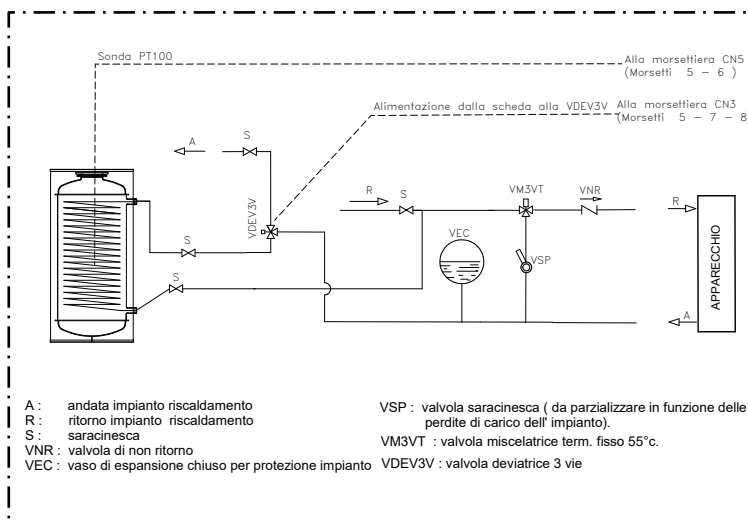 Sonda PT100
Alla morsettiera CN5
(Morsetti 5 - 6 )
Alimentazione dalla scheda alla VDEV3V
Alla morsettiera CN3
(Morsetti 5 - 7 - 8
A
S
VDEV3V
S
S
R
S
VM3VT
VNR
R
VEC
VSP
APPARECCHIO
A
A : andata impianto riscaldamento
R : ritorno impianto riscaldamento
S : saracinesca
VNR : valvola di non ritorno
VEC : vaso di espansione chiuso per protezione impianto
VSP : valvola saracinesca ( da parzializzare in funzione delle
perdite di carico dell' impianto).
VM3VT : valvola miscelatrice term. fisso 55°c.
VDEV3V : valvola deviatrice 3 vie